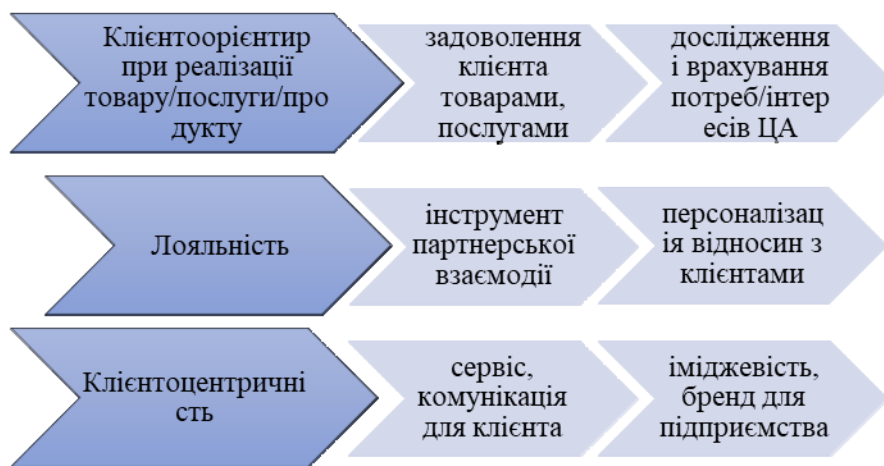 Клієнтоорієнтир
при реалізації
товару/послуги/про
дукту
задоволення
клієнта
товарами,
послугами
дослідження
і врахування
потреб/інтер
есів ЦА
Лояльність
інструмент
партнерської
взаємодії
персоналізац
ія відносин з
клієнтами
Клієнтоцентричні
сть
сервіс,
комунікація
для клієнта
іміджевість,
бренд для
підприємства